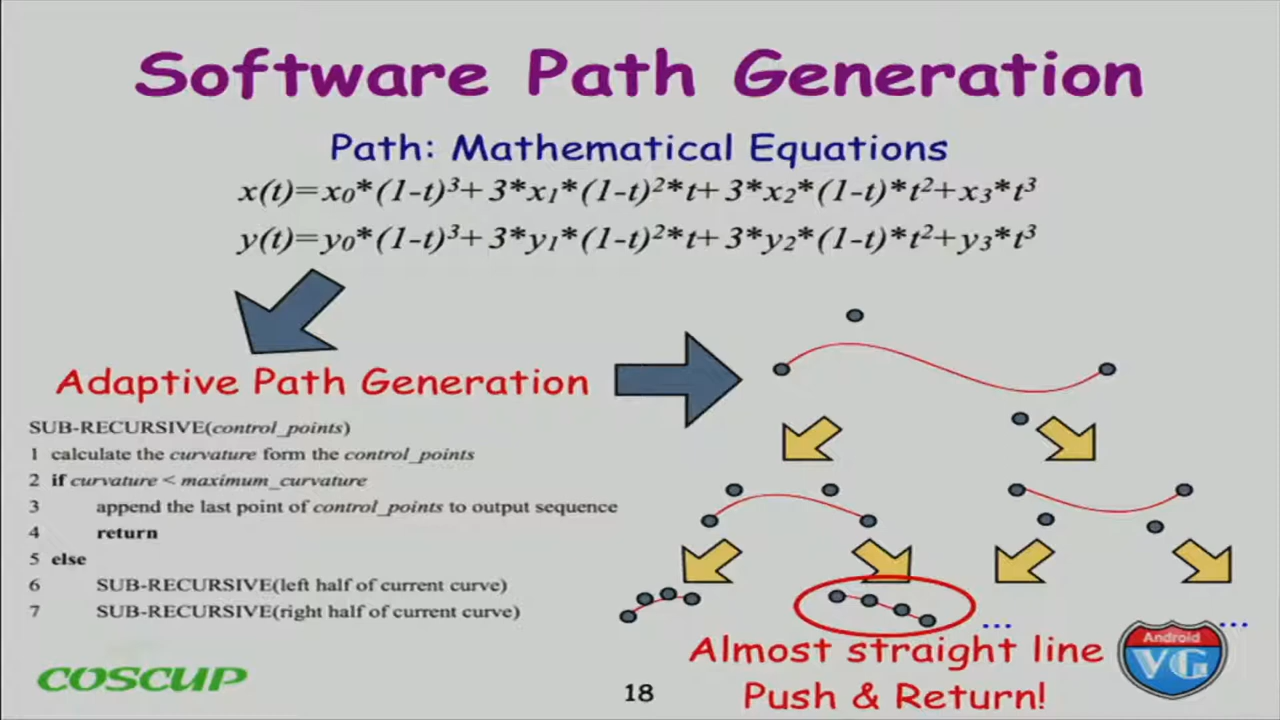 Software Path Generation
Path: Mathematical Equations
x(t)=x₀*(1-t)³+3*x₁*(1-t)²*t+3*x₂*(1-t)*t²+x₃*t³
y(t)=y₀*(1-t)³+3*y₁*(1-t)²*t+3*y₂*(1-t)*t²+y₃*t³
Adaptive Path Generation
SUB-RECURSIVE(control_points)
1 calculate the curvature form the control_points
2 if curvature < maximum_curvature
3 append the last point of control_points to output sequence
4 return
5 else
6 SUB-RECURSIVE(left half of current curve)
7 SUB-RECURSIVE(right half of current curve)
...
...
Almost straight line
Push & Return!
COSCUP
18
Android
VG